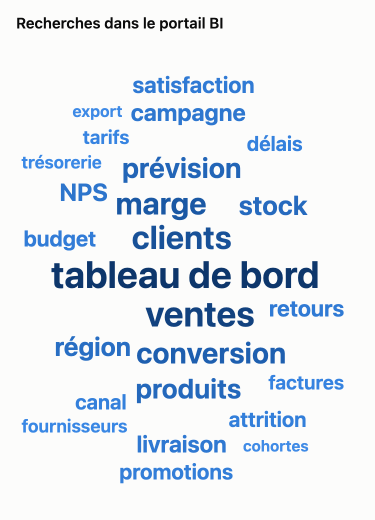 Recherches dans le portail BI
satisfaction
export campagne
tarifs
délais
trésorerie
prévision
NPS
marge
stock
budget
clients
tableau de bord
ventes
retours
région
conversion
produits
factures
canal
attrition
fournisseurs
livraison
cohortes
promotions